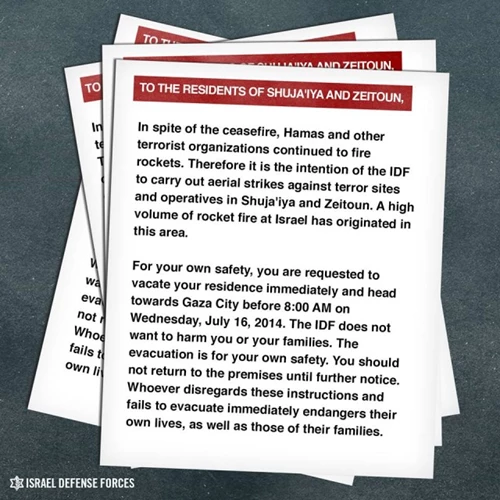 TO THE RESIDENTS OF SHUJA'IYA AND ZEITOUN,
In spite of the ceasefire, Hamas and other
terrorist organizations continued to fire
rockets. Therefore it is the intention of the IDF
to carry out aerial strikes against terror sites
and operatives in Shuja'iya and Zeitoun. A high
volume of rocket fire at Israel has originated in
this area.
For your own safety, you are requested to
vacate your residence immediately and head
towards Gaza City before 8:00 AM on
Wednesday, July 16, 2014. The IDF does not
want to harm you or your families. The
evacuation is for your own safety. You should
not return to the premises until further notice.
Whoever disregards these instructions and
fails to evacuate immediately endangers their
own lives, as well as those of their families.
ISRAEL DEFENSE FORCES